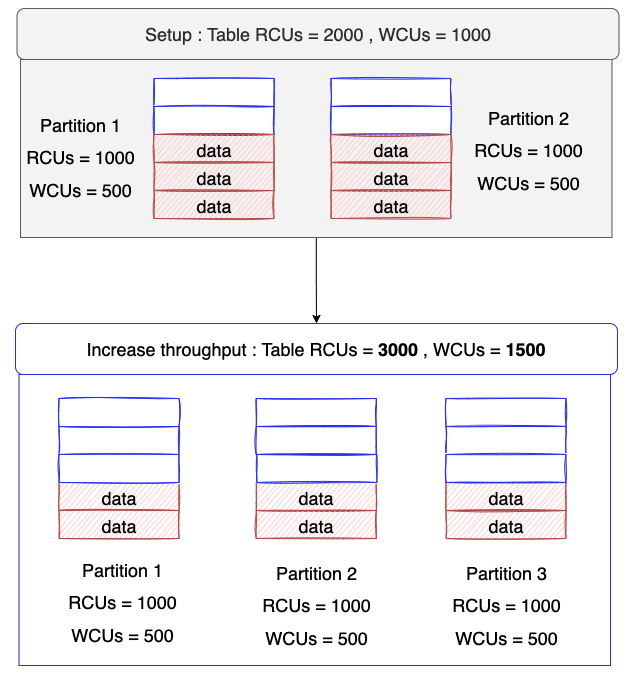 Setup : Table RCUs = 2000 , WCUs = 1000
Partition 1
RCUs = 1000
WCUs = 500
data
data
data
data
data
data
Partition 2
RCUs = 1000
WCUs = 500
Increase throughput : Table RCUs = 3000 , WCUs = 1500
data
data
Partition 1
RCUs = 1000
WCUs = 500
data
data
Partition 2
RCUs = 1000
WCUs = 500
data
data
Partition 3
RCUs = 1000
WCUs = 500